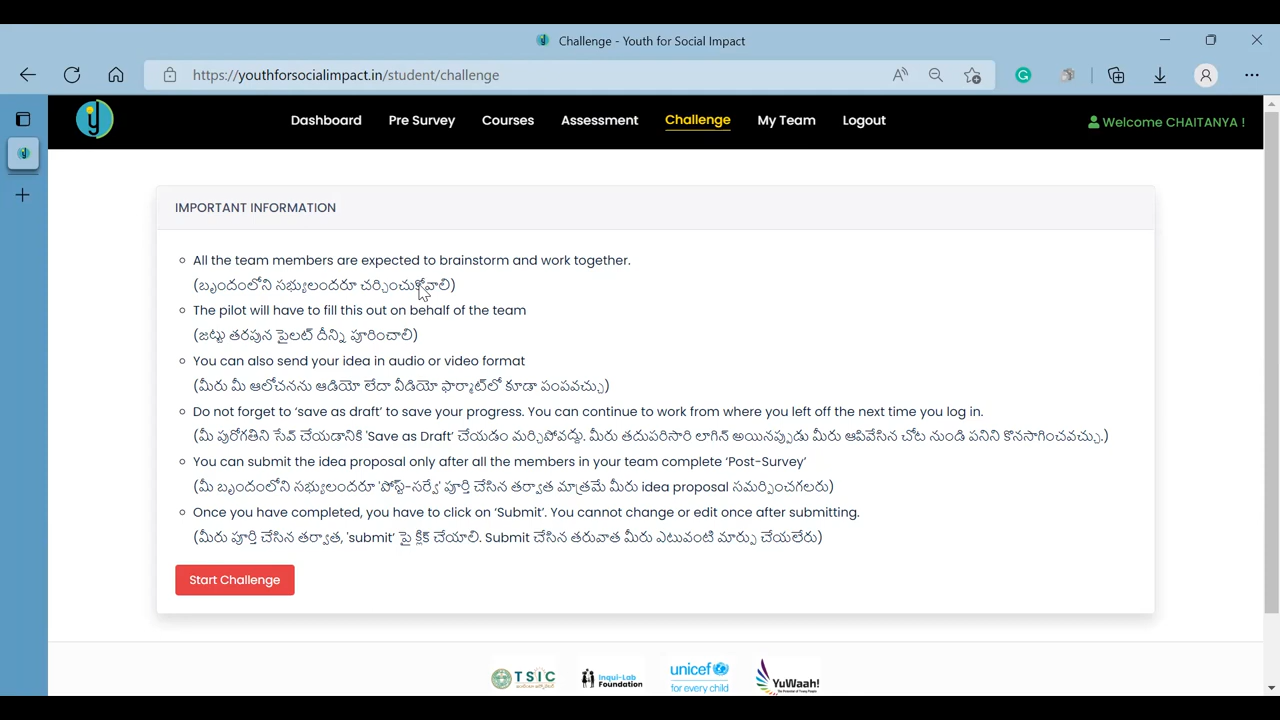 Challenge - Youth for Social Impact
https://youthforsocialimpact.in/student/challenge
Dashboard Pre Survey Courses Assessment Challenge My Team Logout Welcome CHAITANYA !
IMPORTANT INFORMATION
All the team members are expected to brainstorm and work together.
(బృందంలోని సభ్యులందరూ చర్చించుకోవాలి)
The pilot will have to fill this out on behalf of the team
(జట్టు తరపున పైలట్ దీన్ని పూరించాలి)
You can also send your idea in audio or video format
(మీరు మీ ఆలోచనను ఆడియో లేదా వీడియో ఫార్మాట్‌లో కూడా పంపవచ్చు)
Do not forget to ‘save as draft’ to save your progress. You can continue to work from where you left off the next time you log in.
(మీ పురోగతిని సేవ్ చేయడానికి 'Save as Draft’ చేయడం మర్చిపోవద్దు. మీరు తదుపరిసారి లాగిన్ అయినప్పుడు మీరు ఆపివేసిన చోట నుండి పనిని కొనసాగించవచ్చు.)
You can submit the idea proposal only after all the members in your team complete ‘Post-Survey’
(మీ బృందంలోని సభ్యులందరూ 'పోస్ట్-సర్వే' పూర్తి చేసిన తర్వాత మాత్రమే మీరు idea proposal సమర్పించగలరు)
Once you have completed, you have to click on ‘Submit’. You cannot change or edit once after submitting.
(మీరు పూర్తి చేసిన తర్వాత, 'submit’ పై క్లిక్ చేయాలి. Submit చేసిన తరువాత మీరు ఎటువంటి మార్పు చేయలేరు)
Start Challenge
TSIC Inqui-Lab Foundation unicef for every child YuWaah!